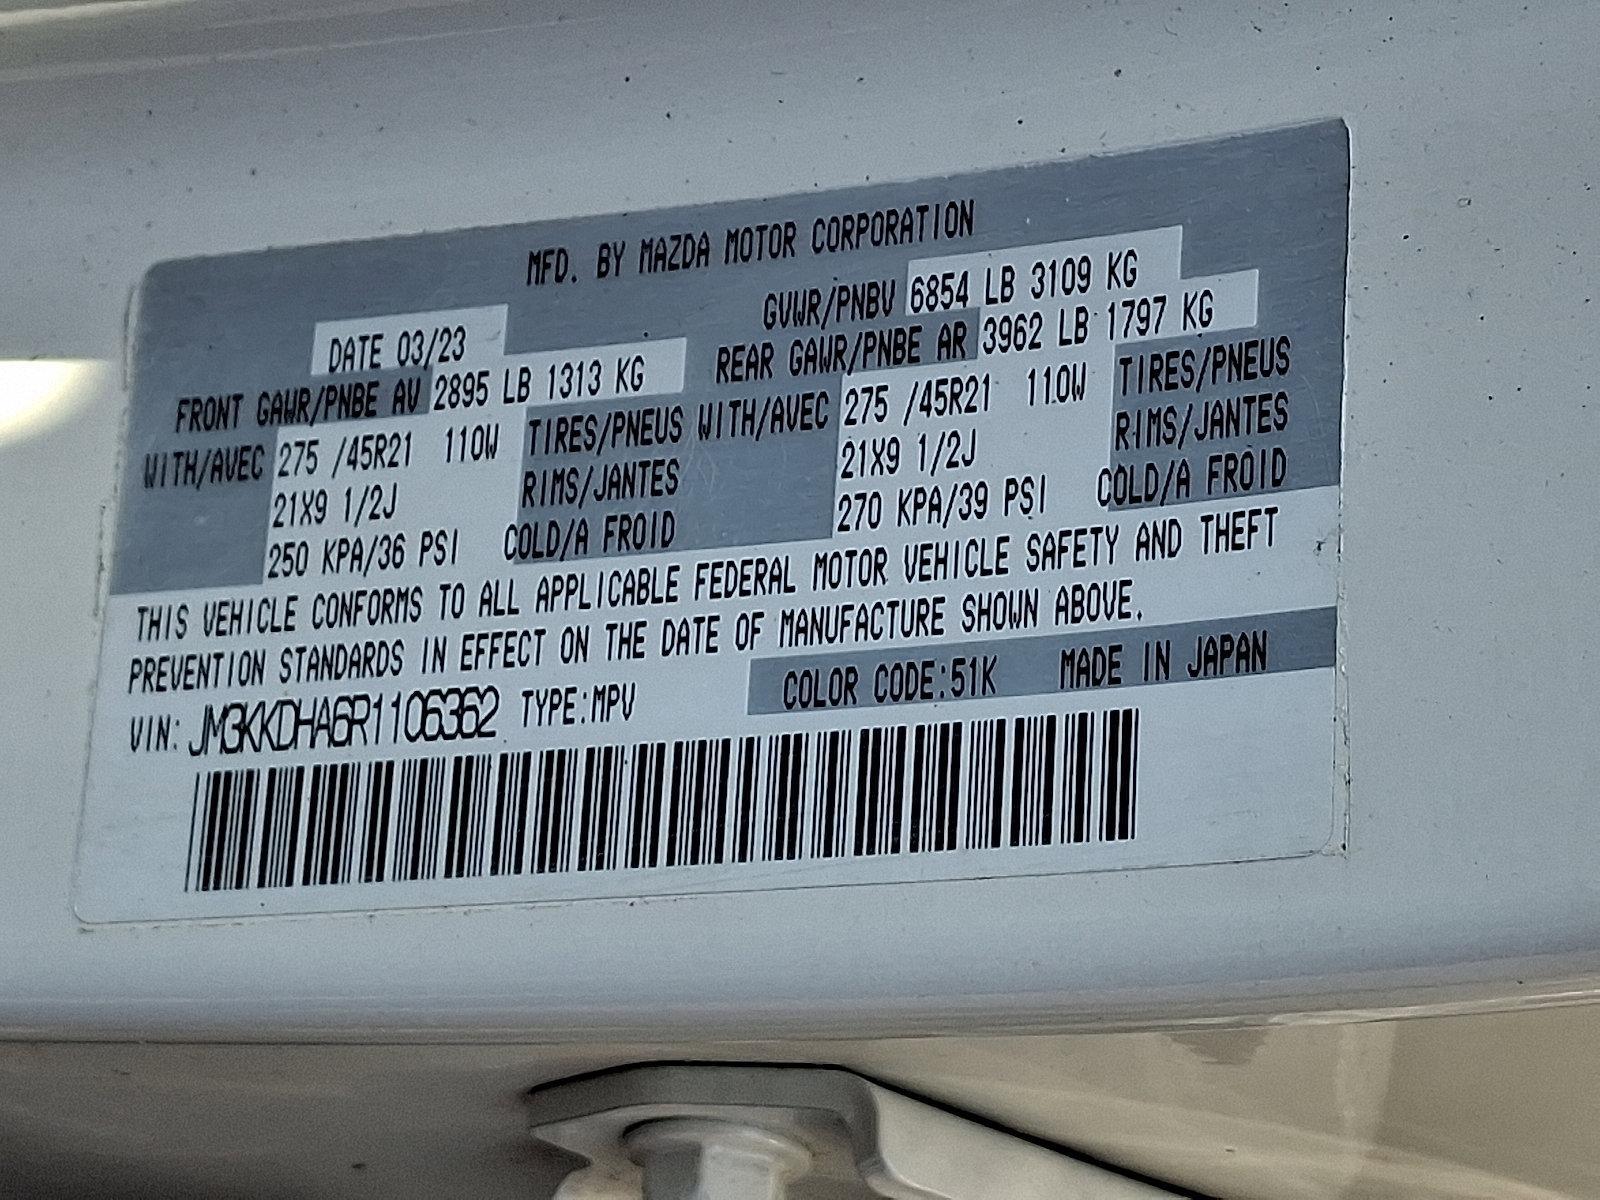 MFD. BY MAZDA MOTOR CORPORATION
DATE 03/23 GVWR/PNBV 6854 LB 3109 KG
FRONT GAWR/PNBE AV 2895 LB 1313 KG REAR GAWR/PNBE AR 3962 LB 1797 KG
WITH/AVEC 275 /45R21 110W TIRES/PNEUS WITH/AVEC 275 /45R21 110W TIRES/PNEUS
21X9 1/2J RIMS/JANTES 21X9 1/2J RIMS/JANTES
250 KPA/36 PSI COLD/A FROID 270 KPA/39 PSI COLD/A FROID
THIS VEHICLE CONFORMS TO ALL APPLICABLE FEDERAL MOTOR VEHICLE SAFETY AND THEFT
PREVENTION STANDARDS IN EFFECT ON THE DATE OF MANUFACTURE SHOWN ABOVE.
VIN: JM3KKDHA6R1106362 TYPE:MPV COLOR CODE:51K MADE IN JAPAN